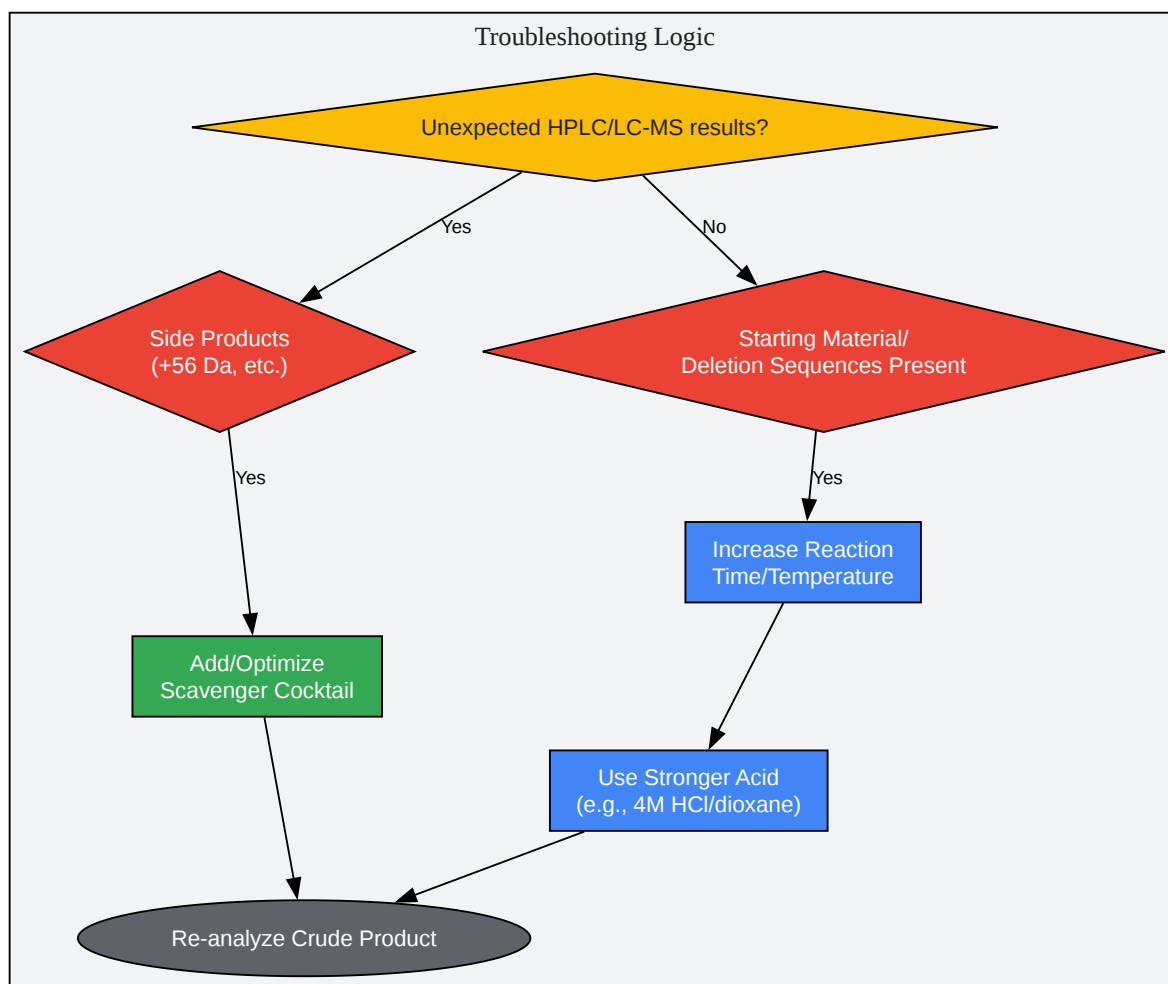 Troubleshooting Logic
Unexpected HPLC/LC-MS results?
Yes
No
Side Products
(+56 Da, etc.)
Starting Material/
Deletion Sequences Present
Yes
Yes
Increase Reaction
Time/Temperature
Add/Optimize
Scavenger Cocktail
Use Stronger Acid
(e.g., 4M HCl/dioxane)
Re-analyze Crude Product